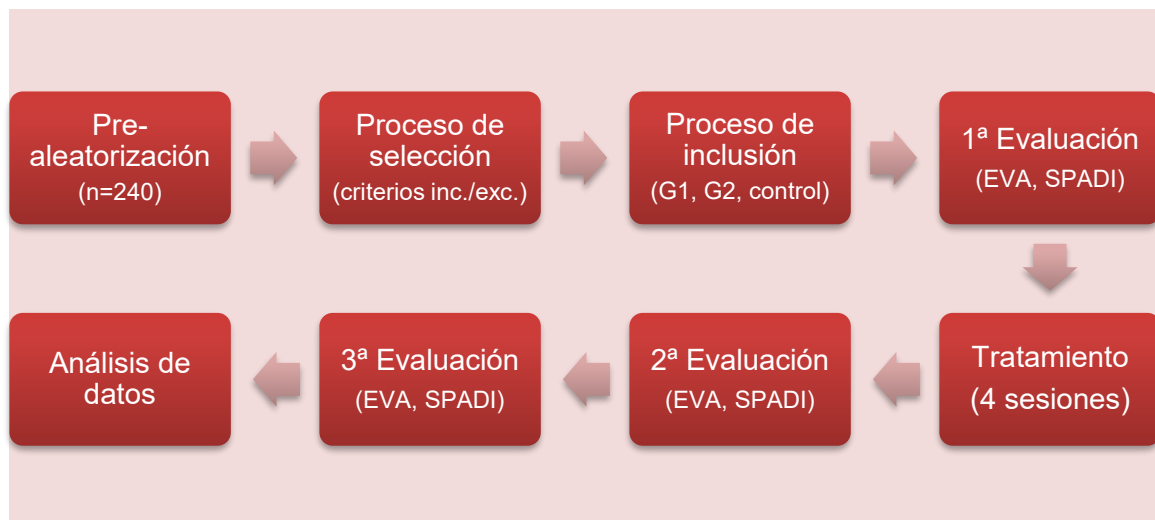 Pre-
aleatorización
(n=240)
Proceso de
selección
(criterios inc./exc.)
Proceso de
inclusión
(G1, G2, control)
1ª Evaluación
(EVA, SPADI)
Tratamiento
(4 sesiones)
2ª Evaluación
(EVA, SPADI)
3ª Evaluación
(EVA, SPADI)
Análisis de
datos